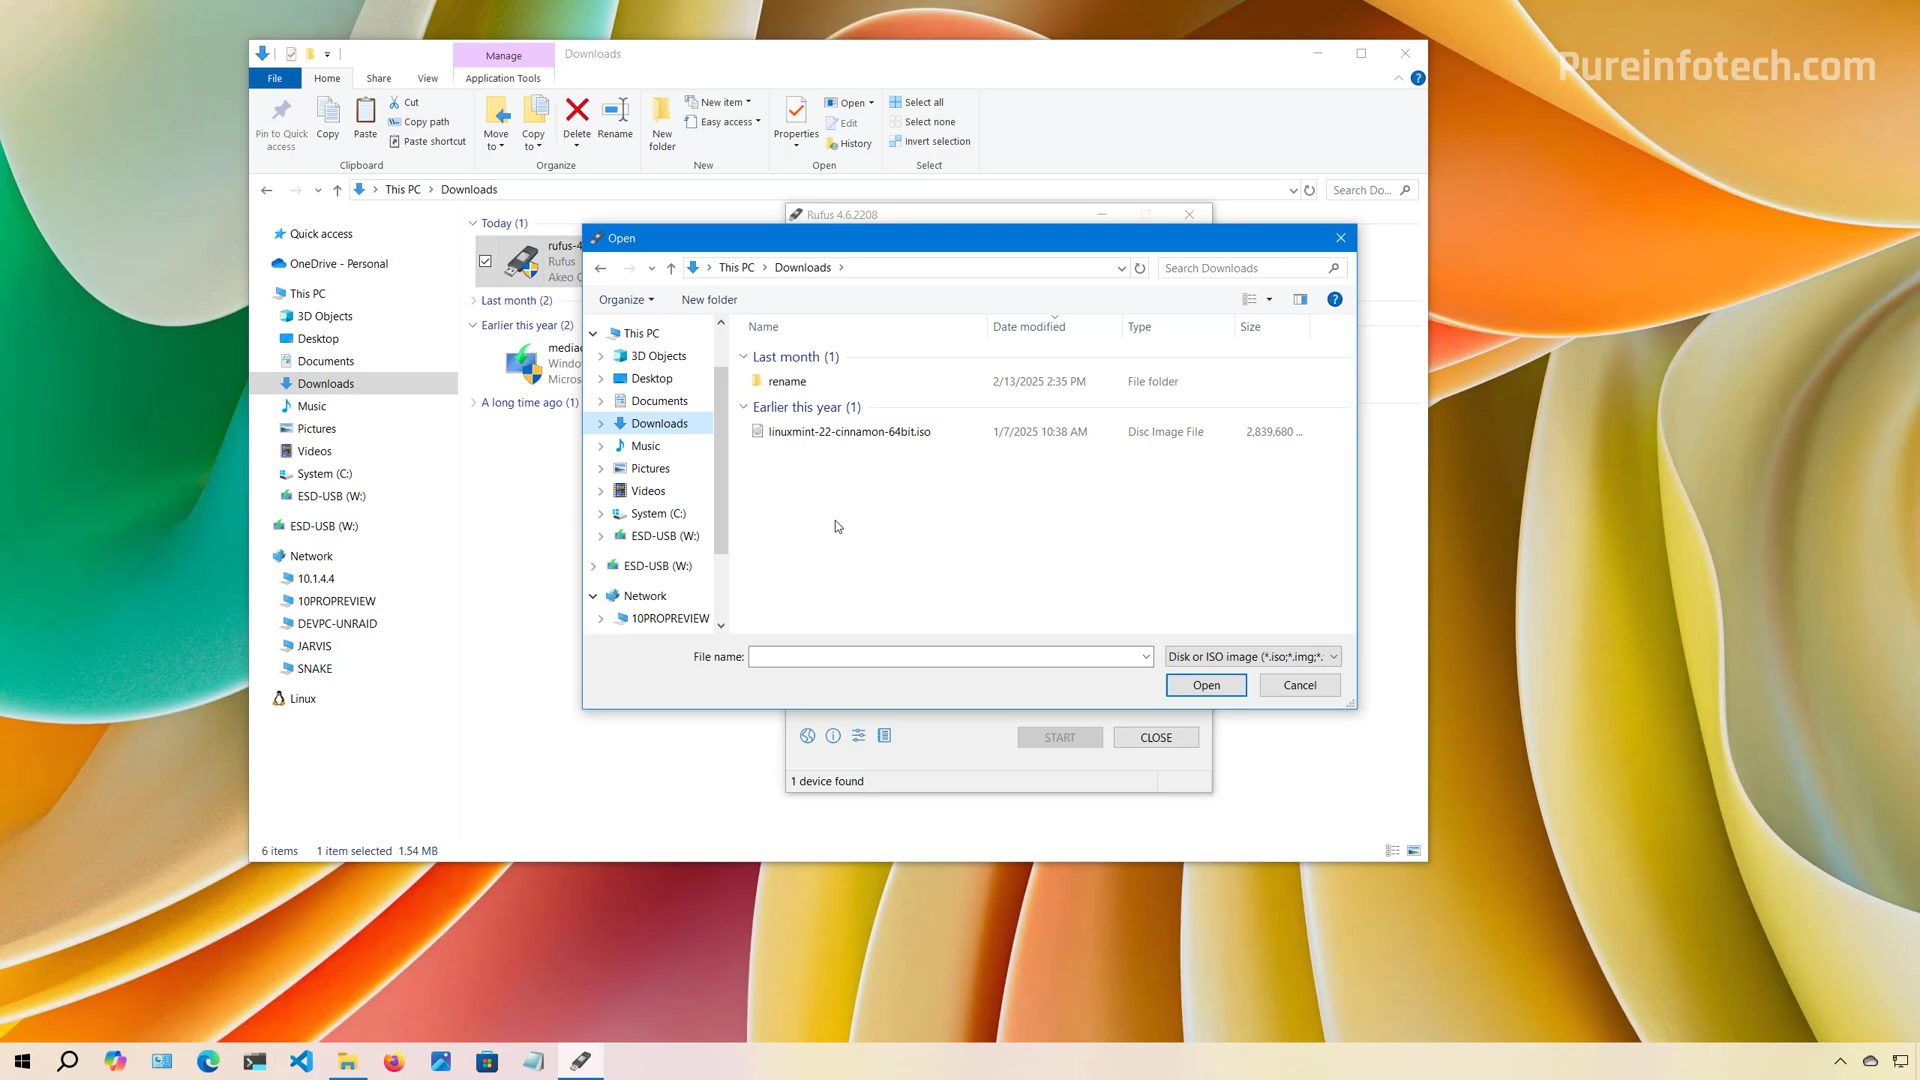 Pureinfotech.com
Manage
Downloads
File
Home
Share
View
Application Tools
Pin to Quick access
Copy
Paste
Cut
Copy path
Paste shortcut
Clipboard
Move to
Copy to
Delete
Rename
Organize
New folder
New item
Easy access
New
Properties
Open
Edit
History
Open
Select all
Select none
Invert selection
Select
This PC
Downloads
Search Do...
Quick access
OneDrive - Personal
This PC
3D Objects
Desktop
Documents
Downloads
Music
Pictures
Videos
System (C:)
ESD-USB (W:)
ESD-USB (W:)
Network
10.1.4.4
10PROPREVIEW
DEVPC-UNRAID
JARVIS
SNAKE
Linux
Today (1)
rufus-4
Rufus
Akeo C
Last month (2)
Earlier this year (2)
mediac
Windo
Micros
A long time ago (1)
6 items
1 item selected 1.54 MB
Rufus 4.6.2208
Open
This PC
Downloads
Search Downloads
Organize
New folder
This PC
3D Objects
Desktop
Documents
Downloads
Music
Pictures
Videos
System (C:)
ESD-USB (W:)
ESD-USB (W:)
Network
10PROPREVIEW
Name
Date modified
Type
Size
Last month (1)
rename
2/13/2025 2:35 PM
File folder
Earlier this year (1)
linuxmint-22-cinnamon-64bit.iso
1/7/2025 10:38 AM
Disc Image File
2,839,680 ...
File name:
Disk or ISO image (*.iso;*.img;*.
Open
Cancel
START
CLOSE
1 device found